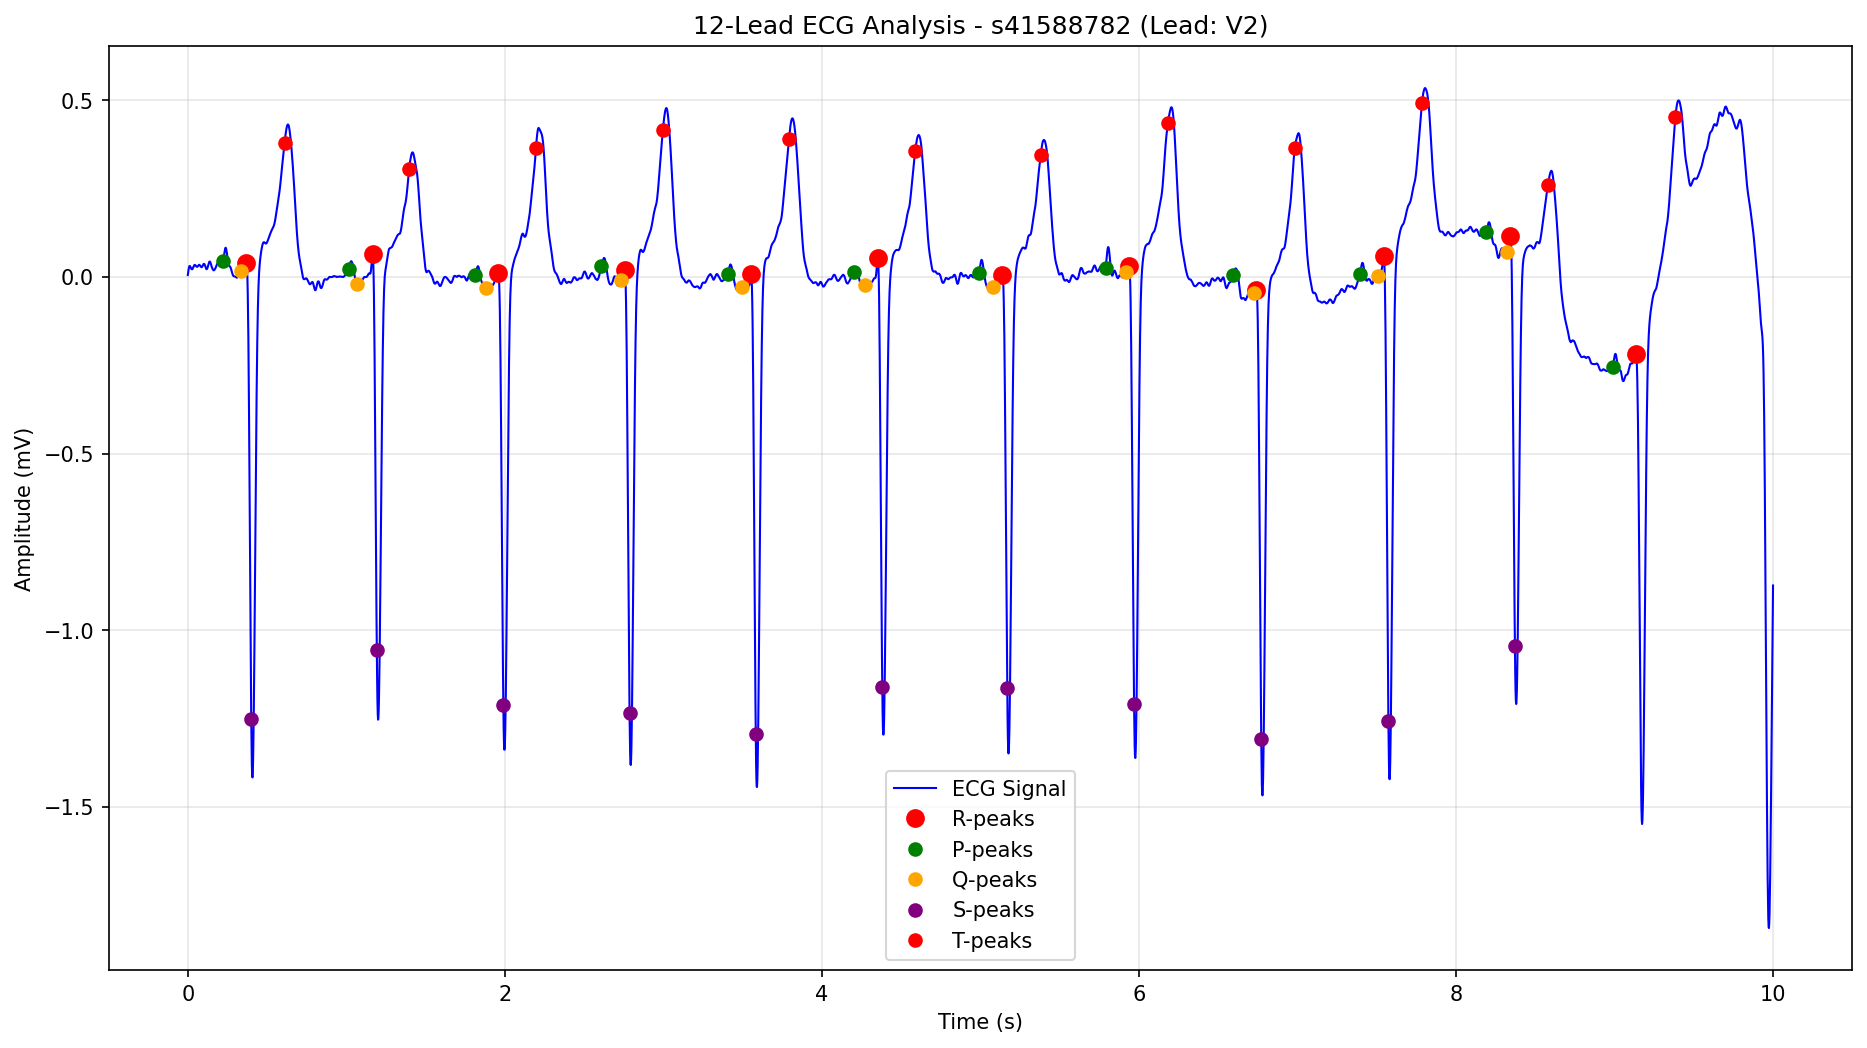 12-Lead ECG Analysis - s41588782 (Lead: V2)
Amplitude (mV)
0.5
0.0
−0.5
−1.0
−1.5
ECG Signal
R-peaks
P-peaks
Q-peaks
S-peaks
T-peaks
0 2 4 6 8 10
Time (s)